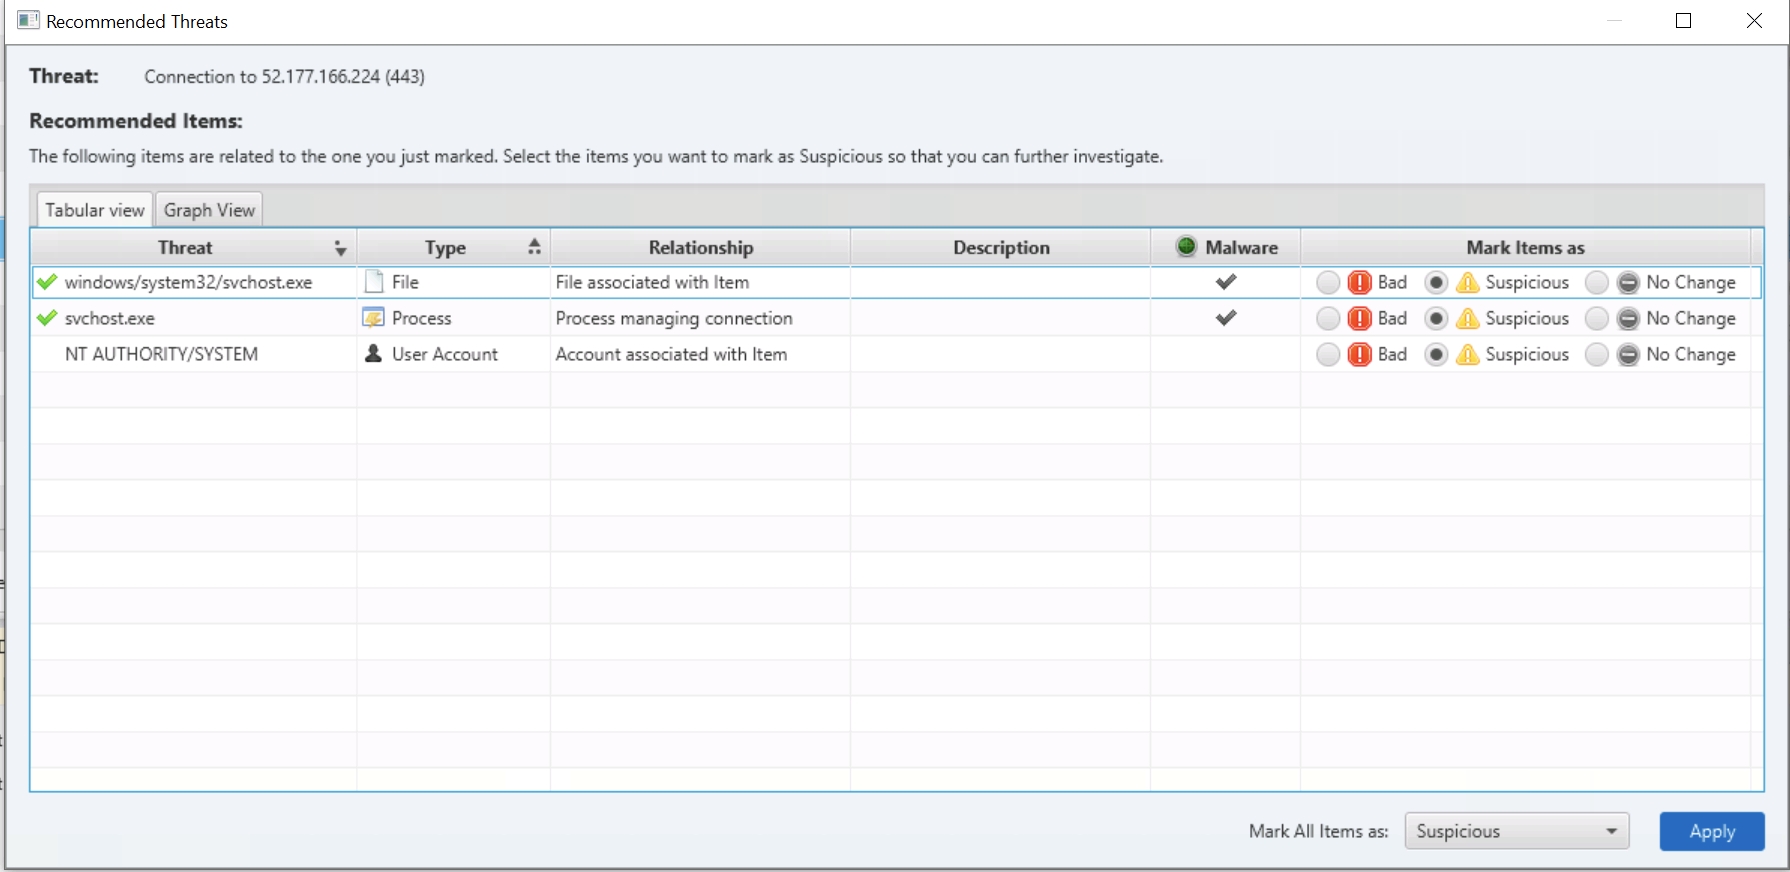 Recommended Threats
Threat: Connection to 52.177.166.224 (443)
Recommended Items:
The following items are related to the one you just marked. Select the items you want to mark as Suspicious so that you can further investigate.
Tabular view Graph View
Threat Type Relationship Description Malware Mark Items as
windows/system32/svchost.exe File File associated with Item Bad Suspicious No Change
svchost.exe Process Process managing connection Bad Suspicious No Change
NT AUTHORITY/SYSTEM User Account Account associated with Item Bad Suspicious No Change
Mark All Items as: Suspicious Apply